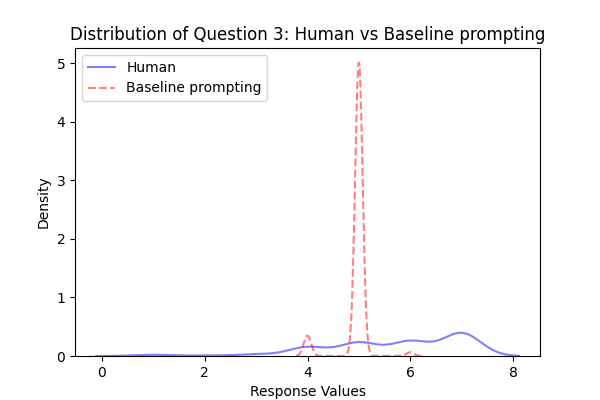 Distribution of Question 3: Human vs Baseline prompting
Human
Baseline prompting
5
4
3
2
1
0
Density
0 2 4 6 8
Response Values